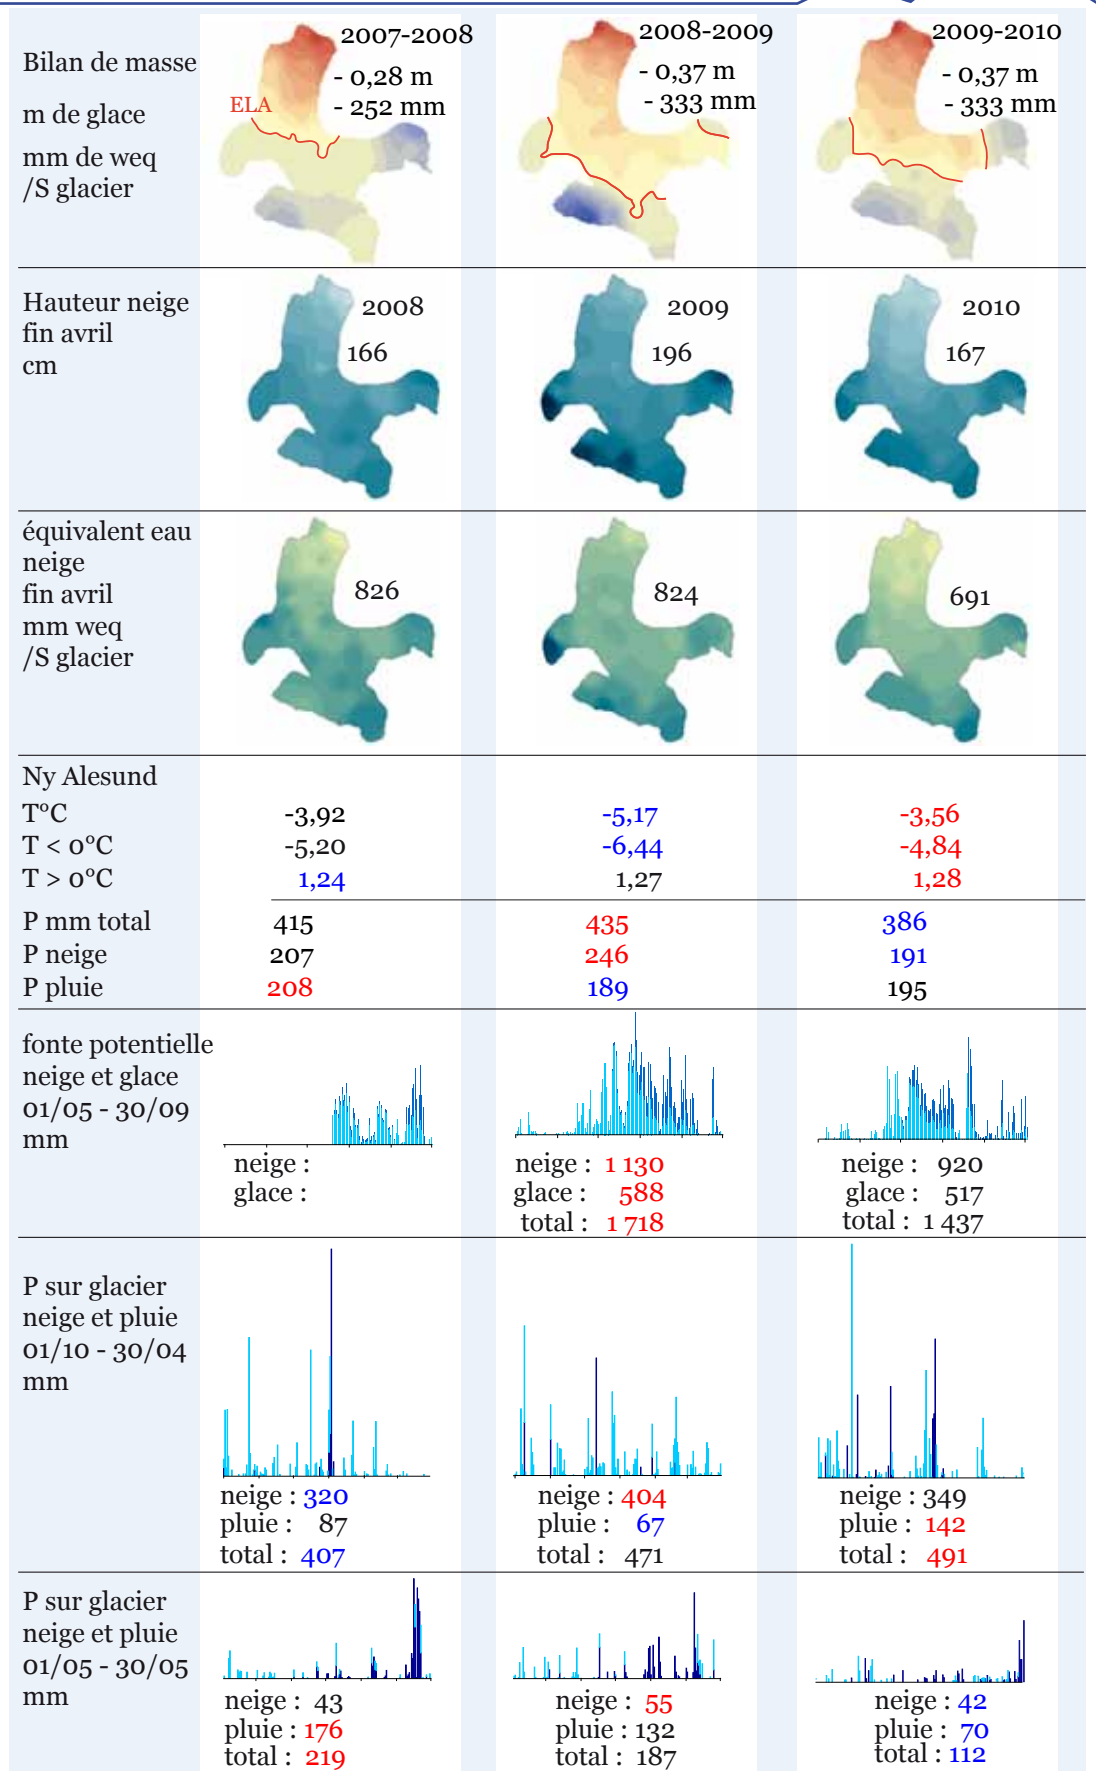 Bilan de masse
m de glace
mm de weq
/S glacier
2007-2008
- 0,28 m
- 252 mm
ELA
2008-2009
- 0,37 m
- 333 mm
2009-2010
- 0,37 m
- 333 mm
Hauteur neige
fin avril
cm
2008
166
2009
196
2010
167
équivalent eau
neige
fin avril
mm weq
/S glacier
826
824
691
Ny Alesund
T°C -3,92 -5,17 -3,56
T < 0°C -5,20 -6,44 -4,84
T > 0°C 1,24 1,27 1,28
P mm total 415 435 386
P neige 207 246 191
P pluie 208 189 195
fonte potentielle
neige et glace
01/05 - 30/09
mm
neige :
glace :
neige : 1 130
glace : 588
total : 1 718
neige : 920
glace : 517
total : 1 437
P sur glacier
neige et pluie
01/10 - 30/04
mm
neige : 320
pluie : 87
total : 407
neige : 404
pluie : 67
total : 471
neige : 349
pluie : 142
total : 491
P sur glacier
neige et pluie
01/05 - 30/05
mm
neige : 43
pluie : 176
total : 219
neige : 55
pluie : 132
total : 187
neige : 42
pluie : 70
total : 112